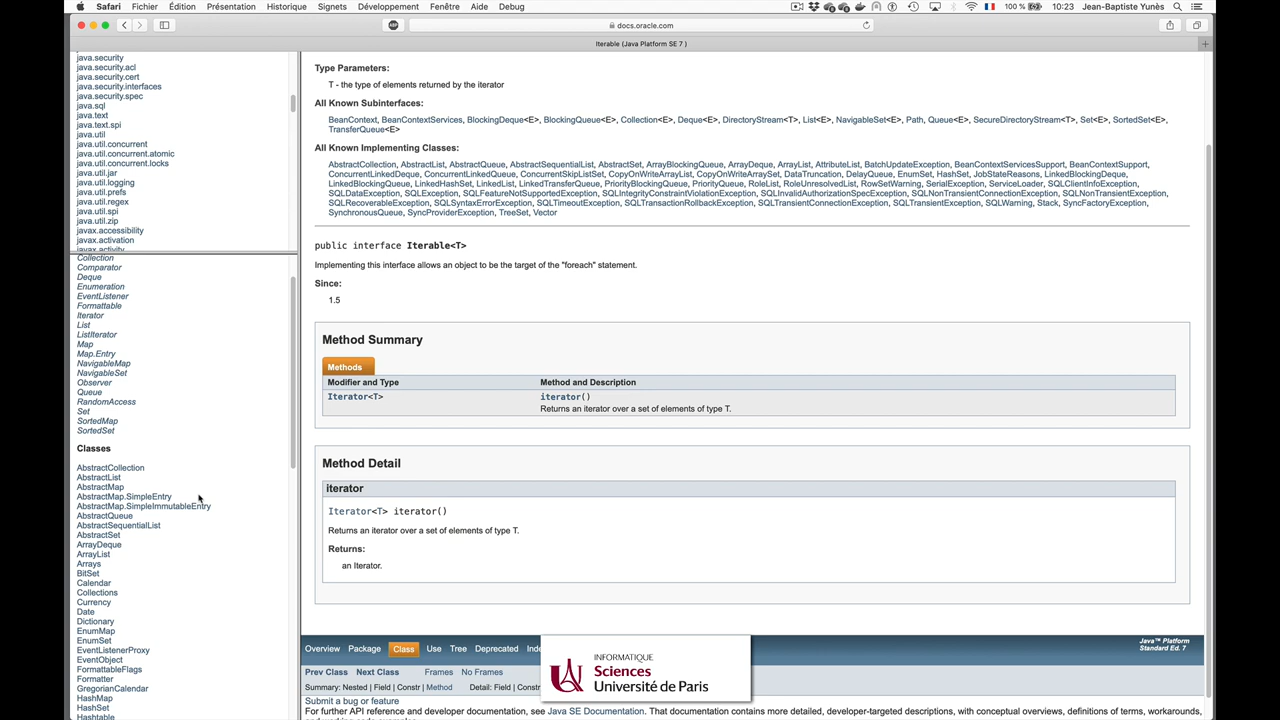 Safari Fichier Édition Présentation Historique Signets Développement Fenêtre Aide Debug 100 % 10:23 Jean-Baptiste Yunès
ABP docs.oracle.com
Iterable (Java Platform SE 7 )
java.security
java.security.acl
java.security.cert
java.security.interfaces
java.security.spec
java.sql
java.text
java.text.spi
java.util
java.util.concurrent
java.util.concurrent.atomic
java.util.concurrent.locks
java.util.jar
java.util.logging
java.util.prefs
java.util.regex
java.util.spi
java.util.zip
javax.accessibility
javax.activation
javax.activity
Collection
Comparator
Deque
Enumeration
EventListener
Formattable
Iterator
List
ListIterator
Map
Map.Entry
NavigableMap
NavigableSet
Observer
Queue
RandomAccess
Set
SortedMap
SortedSet
Classes
AbstractCollection
AbstractList
AbstractMap
AbstractMap.SimpleEntry
AbstractMap.SimpleImmutableEntry
AbstractQueue
AbstractSequentialList
AbstractSet
ArrayDeque
ArrayList
Arrays
BitSet
Calendar
Collections
Currency
Date
Dictionary
EnumMap
EnumSet
EventListenerProxy
EventObject
FormattableFlags
Formatter
GregorianCalendar
HashMap
HashSet
Hashtable
Type Parameters:
T - the type of elements returned by the iterator
All Known Subinterfaces:
BeanContext, BeanContextServices, BlockingDeque<E>, BlockingQueue<E>, Collection<E>, Deque<E>, DirectoryStream<T>, List<E>, NavigableSet<E>, Path, Queue<E>, SecureDirectoryStream<T>, Set<E>, SortedSet<E>,
TransferQueue<E>
All Known Implementing Classes:
AbstractCollection, AbstractList, AbstractQueue, AbstractSequentialList, AbstractSet, ArrayBlockingQueue, ArrayDeque, ArrayList, AttributeList, BatchUpdateException, BeanContextServicesSupport, BeanContextSupport,
ConcurrentLinkedDeque, ConcurrentLinkedQueue, ConcurrentSkipListSet, CopyOnWriteArrayList, CopyOnWriteArraySet, DataTruncation, DelayQueue, EnumSet, HashSet, JobStateReasons, LinkedBlockingDeque,
LinkedBlockingQueue, LinkedHashSet, LinkedList, LinkedTransferQueue, PriorityBlockingQueue, PriorityQueue, RoleList, RoleUnresolvedList, RowSetWarning, SerialException, ServiceLoader, SQLClientInfoException,
SQLDataException, SQLException, SQLFeatureNotSupportedException, SQLIntegrityConstraintViolationException, SQLInvalidAuthorizationSpecException, SQLNonTransientConnectionException, SQLNonTransientException,
SQLRecoverableException, SQLSyntaxErrorException, SQLTimeoutException, SQLTransactionRollbackException, SQLTransientConnectionException, SQLTransientException, SQLWarning, Stack, SyncFactoryException,
SynchronousQueue, SyncProviderException, TreeSet, Vector
public interface Iterable<T>
Implementing this interface allows an object to be the target of the "foreach" statement.
Since:
1.5
Method Summary
Methods
Modifier and Type Method and Description
Iterator<T> iterator()
Returns an iterator over a set of elements of type T.
Method Detail
iterator
Iterator<T> iterator()
Returns an iterator over a set of elements of type T.
Returns:
an Iterator.
Overview Package Class Use Tree Deprecated
Java™ Platform
Standard Ed. 7
Prev Class Next Class Frames No Frames
Summary: Nested | Field | Constr | Method Detail: Field | Constr
Submit a bug or feature
For further API reference and developer documentation, see Java SE Documentation. That documentation contains more detailed, developer-targeted descriptions, with conceptual overviews, definitions of terms, workarounds,
INFORMATIQUE
Sciences
Université de Paris